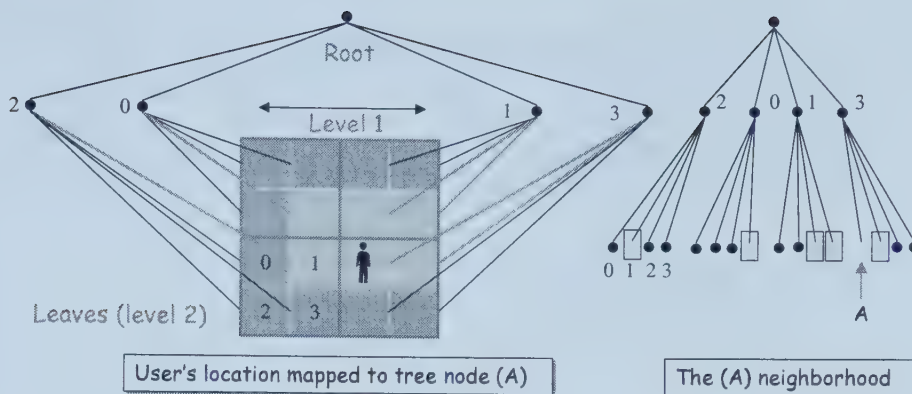 Root
2
0
1
3
Level 1
0 1
2 3
Leaves (level 2)
User's location mapped to tree node (A)
2
0
1
3
0 1 2 3
A
The (A) neighborhood